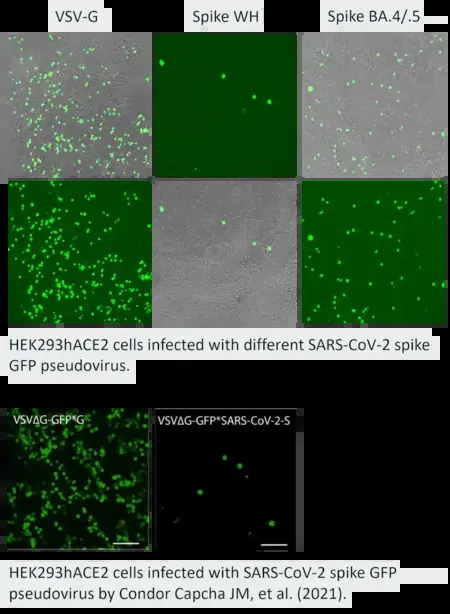 VSV-G
Spike WH
Spike BA.4/.5
HEK293hACE2 cells infected with different SARS-CoV-2 spike
GFP pseudovirus.
VSVΔG-GFP*G
VSVΔG-GFP*SARS-CoV-2-S
HEK293hACE2 cells infected with SARS-CoV-2 spike GFP
pseudovirus by Condor Capcha JM, et al. (2021).